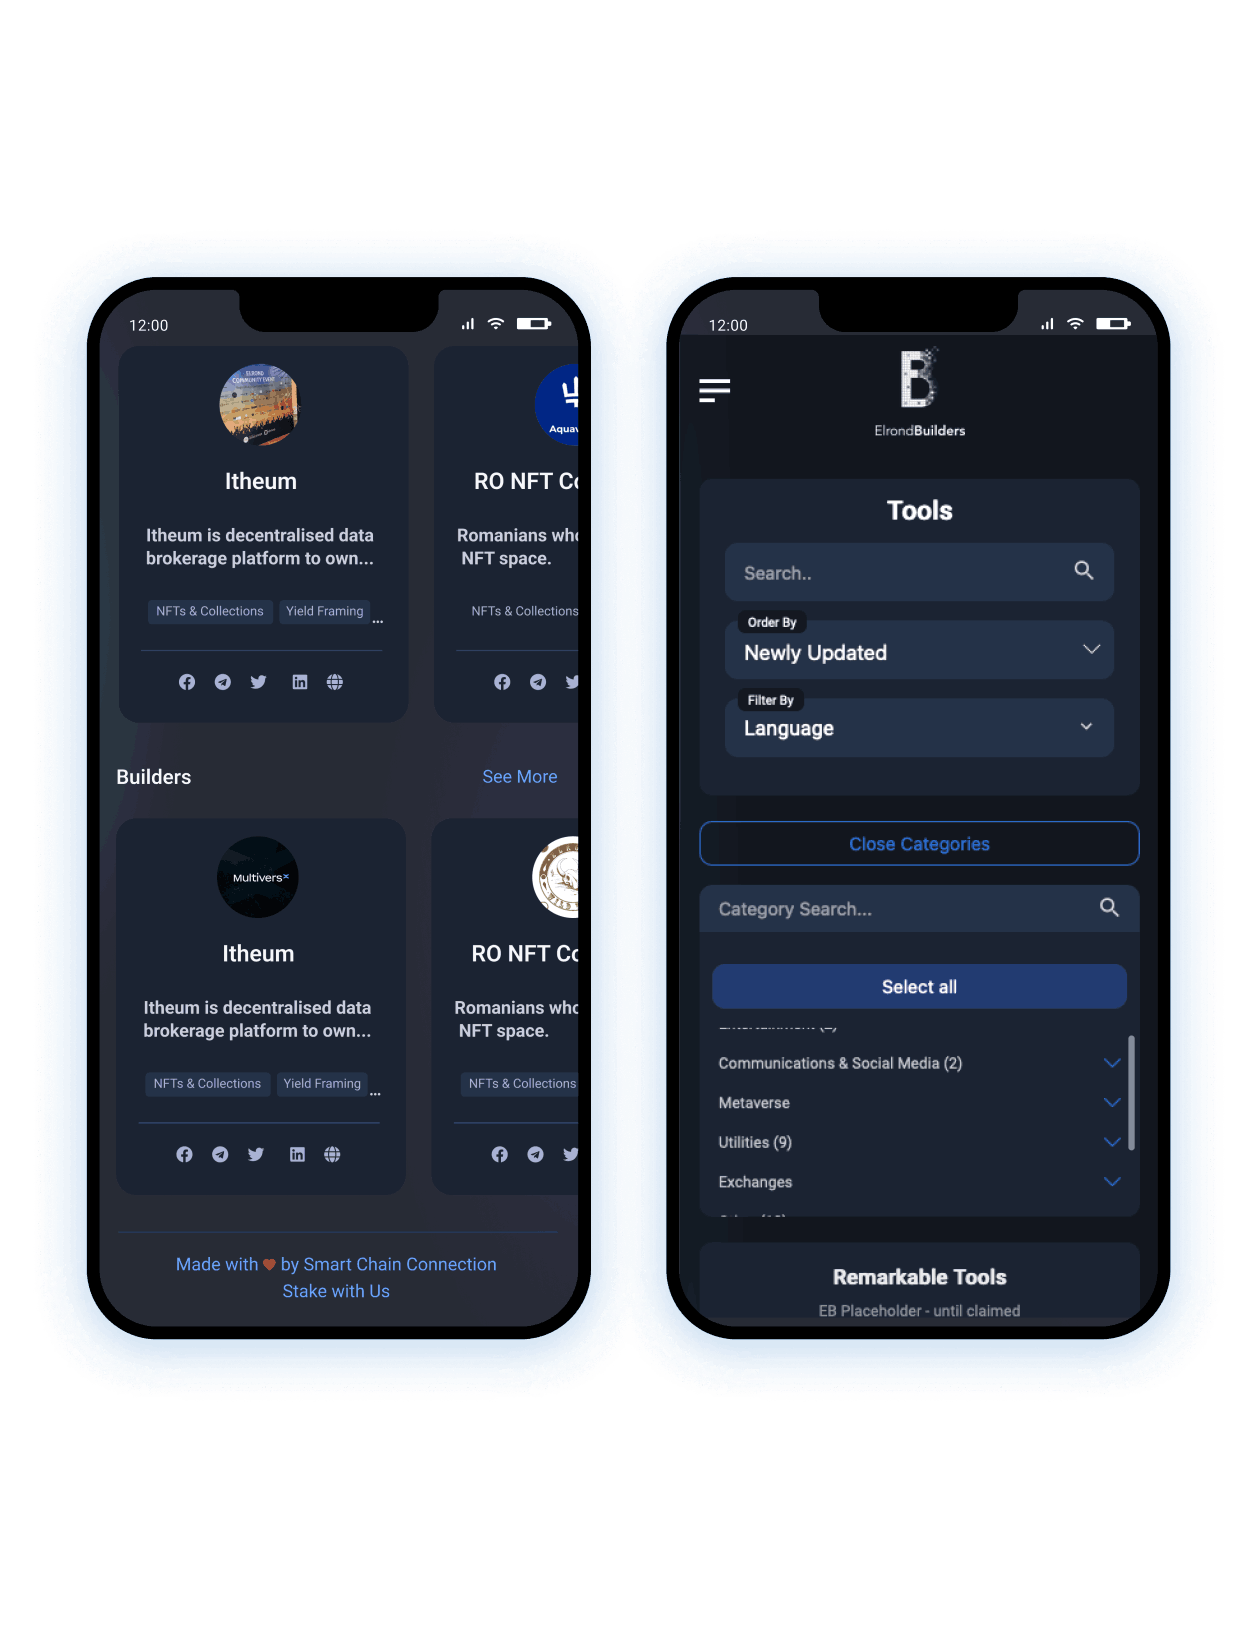 12:00
ELROND
COMMUNITY EVENT
Itheum
Itheum is decentralised data
brokerage platform to own...
NFTs & Collections
Yield Framing
...
Aquav
RO NFT Co
Romanians who
NFT space.
NFTs & Collections
Builders
See More
Multivers×
Itheum
Itheum is decentralised data
brokerage platform to own...
NFTs & Collections
Yield Framing
...
RO NFT Co
Romanians who
NFT space.
NFTs & Collections
Made with ❤ by Smart Chain Connection
Stake with Us
12:00
ElrondBuilders
Tools
Search..
Order By
Newly Updated
Filter By
Language
Close Categories
Category Search...
Select all
Communications & Social Media (2)
Metaverse
Utilities (9)
Exchanges
Remarkable Tools
EB Placeholder - until claimed